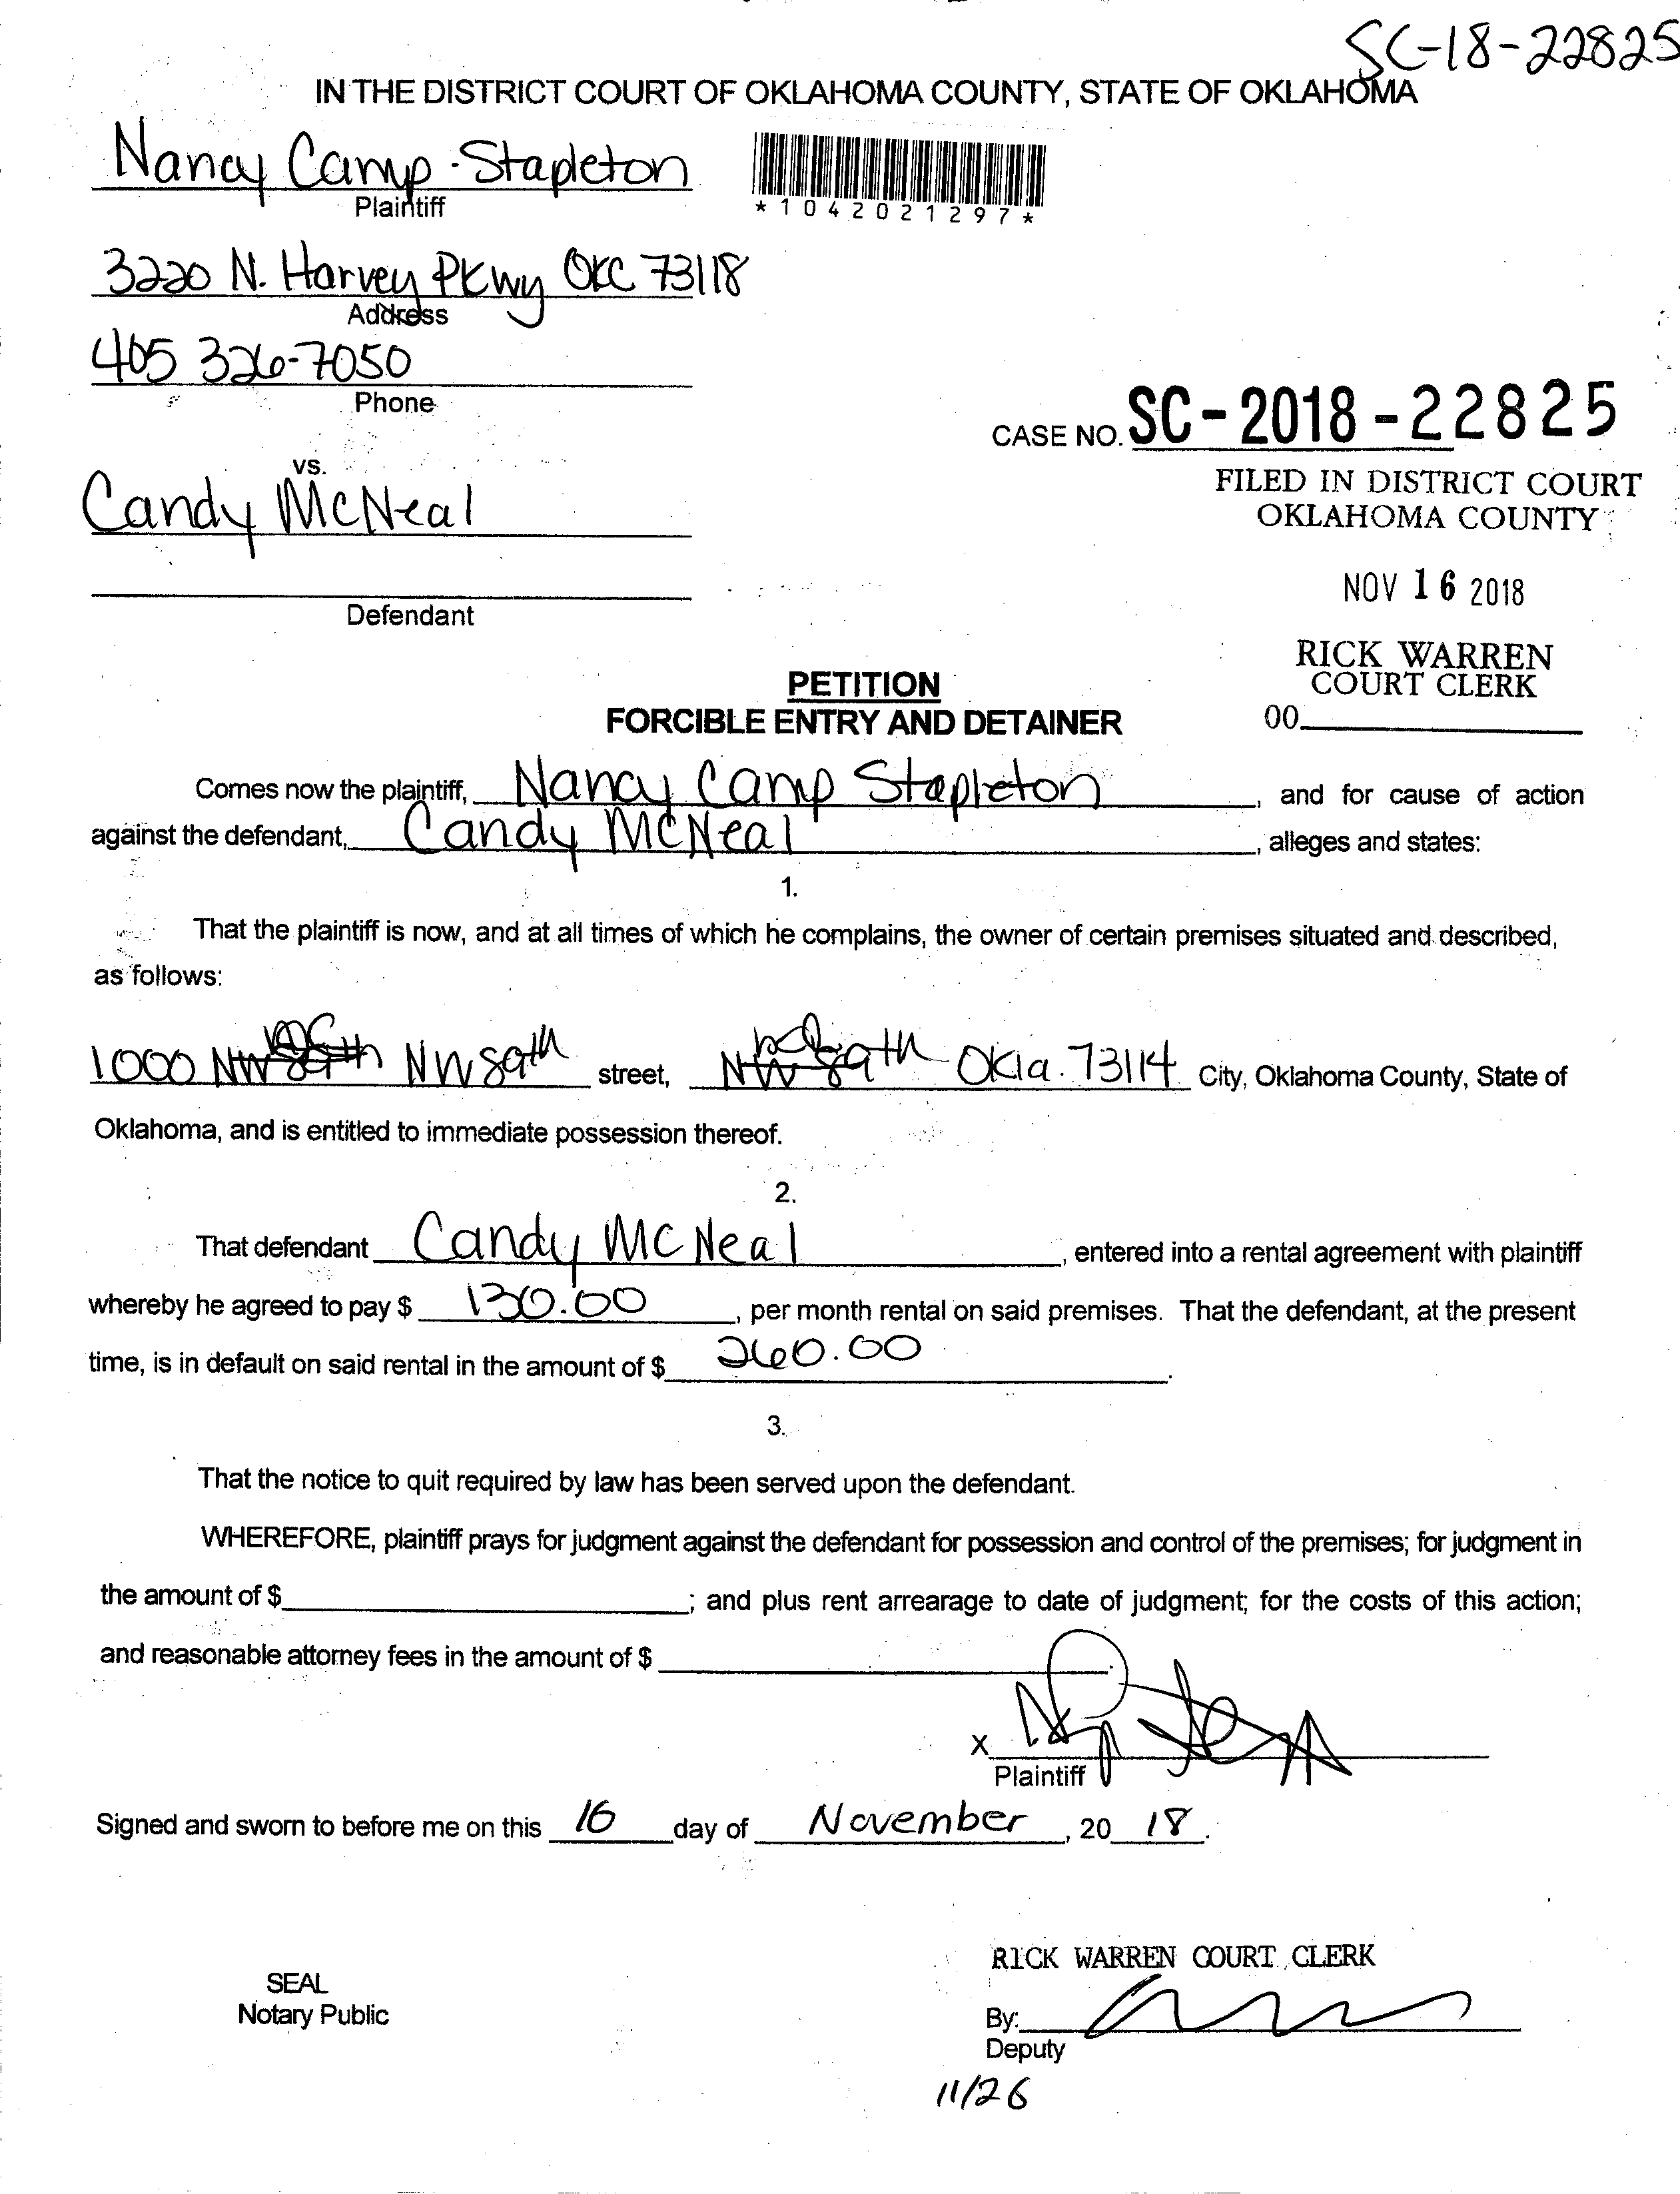 SC-18-22825
IN THE DISTRICT COURT OF OKLAHOMA COUNTY, STATE OF OKLAHOMA
Nancy Camp-Stapleton
Plaintiff
*1042021297*
3220 N. Harvey Pkwy OKC 73118
Address
405 326-7050
Phone
CASE NO. SC-2018-22825
vs.
FILED IN DISTRICT COURT
OKLAHOMA COUNTY
Candy McNeal
NOV 16 2018
Defendant
RICK WARREN
COURT CLERK
00
PETITION
FORCIBLE ENTRY AND DETAINER
Comes now the plaintiff, Nancy Camp Stapleton, and for cause of action
against the defendant, Candy McNeal, alleges and states:
1.
That the plaintiff is now, and at all times of which he complains, the owner of certain premises situated and described,
as follows:
1000 NW 89th NW 89th street, NW 89th Okla. 73114 City, Oklahoma County, State of
Oklahoma, and is entitled to immediate possession thereof.
2.
That defendant Candy McNeal, entered into a rental agreement with plaintiff
whereby he agreed to pay $ 130.00, per month rental on said premises. That the defendant, at the present
time, is in default on said rental in the amount of $ 260.00.
3.
That the notice to quit required by law has been served upon the defendant.
WHEREFORE, plaintiff prays for judgment against the defendant for possession and control of the premises; for judgment in
the amount of $; and plus rent arrearage to date of judgment; for the costs of this action;
and reasonable attorney fees in the amount of $.
X
Plaintiff
Signed and sworn to before me on this 16 day of November, 2018.
RICK WARREN COURT CLERK
SEAL
Notary Public
By:
Deputy
11/26